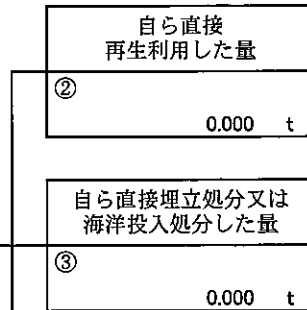 自ら直接
再生利用した量
②
0.000 t
自ら直接埋立処分又は
海洋投入処分した量
③
0.000 t